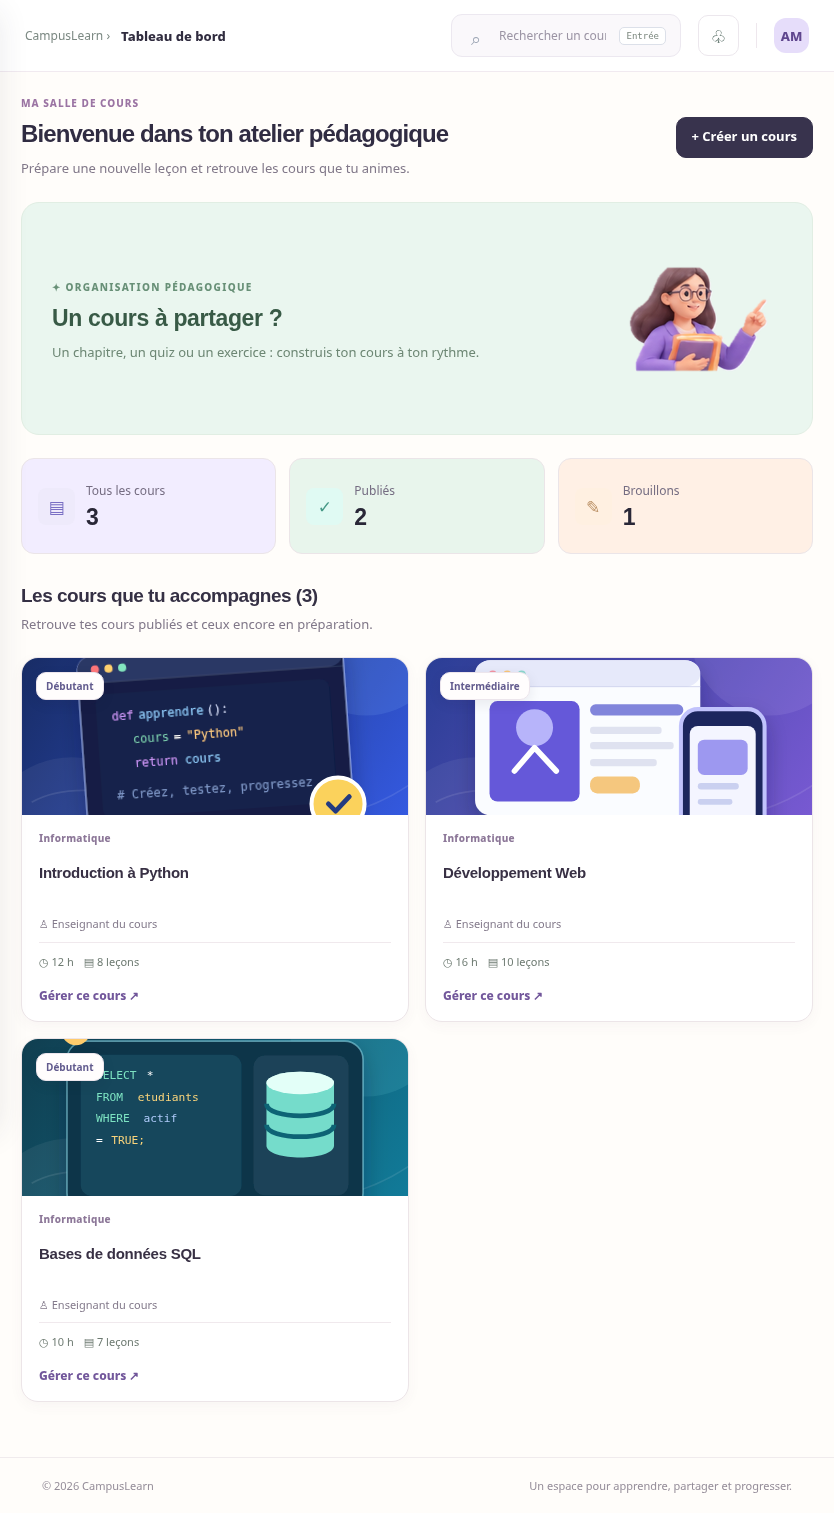 CampusLearn › Tableau de bord
Rechercher un cour
Entrée
AM
MA SALLE DE COURS
Bienvenue dans ton atelier pédagogique
Prépare une nouvelle leçon et retrouve les cours que tu animes.
+ Créer un cours
✦ ORGANISATION PÉDAGOGIQUE
Un cours à partager ?
Un chapitre, un quiz ou un exercice : construis ton cours à ton rythme.
Tous les cours
3
Publiés
2
Brouillons
1
Les cours que tu accompagnes (3)
Retrouve tes cours publiés et ceux encore en préparation.
Débutant
def apprendre():
cours = "Python"
return cours
# Créez, testez, progressez
Informatique
Introduction à Python
Enseignant du cours
12 h 8 leçons
Gérer ce cours ↗
Intermédiaire
Informatique
Développement Web
Enseignant du cours
16 h 10 leçons
Gérer ce cours ↗
Débutant
ELECT *
FROM etudiants
WHERE actif
= TRUE;
Informatique
Bases de données SQL
Enseignant du cours
10 h 7 leçons
Gérer ce cours ↗
© 2026 CampusLearn
Un espace pour apprendre, partager et progresser.